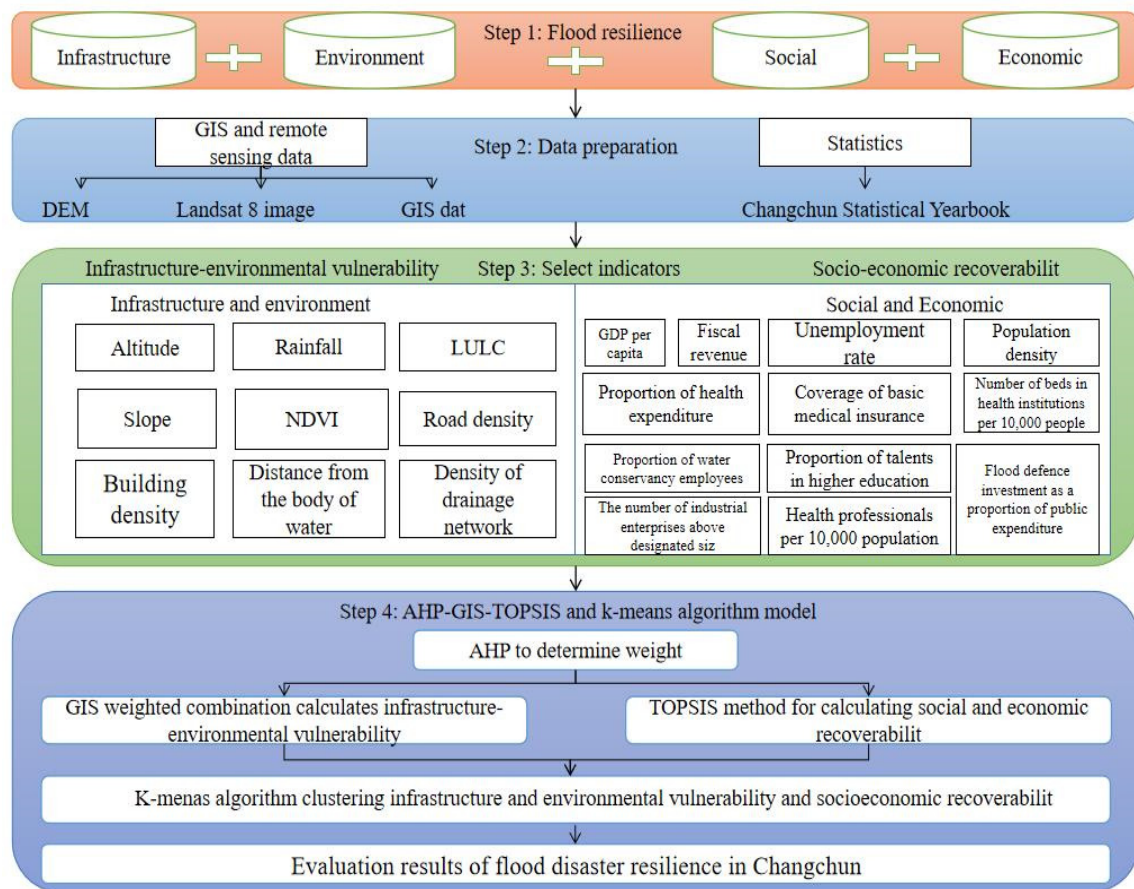 Step 1: Flood resilience
Infrastructure
Environment
Social
Economic
GIS and remote
sensing data
Step 2: Data preparation
Statistics
DEM
Landsat 8 image
GIS dat
Changchun Statistical Yearbook
Infrastructure-environmental vulnerability
Step 3: Select indicators
Socio-economic recoverabilit
Infrastructure and environment
Altitude
Rainfall
LULC
Slope
NDVI
Road density
Building
density
Distance from
the body of
water
Density of
drainage
network
Social and Economic
GDP per
capita
Fiscal
revenue
Unemployment
rate
Population
density
Proportion of health
expenditure
Coverage of basic
medical insurance
Number of beds in
health institutions
per 10,000 people
Proportion of water
conservancy employees
Proportion of talents
in higher education
Flood defence
investment as a
proportion of public
expenditure
The number of industrial
enterprises above
designated siz
Health professionals
per 10,000 population
Step 4: AHP-GIS-TOPSIS and k-means algorithm model
AHP to determine weight
GIS weighted combination calculates infrastructure-
environmental vulnerability
TOPSIS method for calculating social and economic
recoverabilit
K-menas algorithm clustering infrastructure and environmental vulnerability and socioeconomic recoverabilit
Evaluation results of flood disaster resilience in Changchun